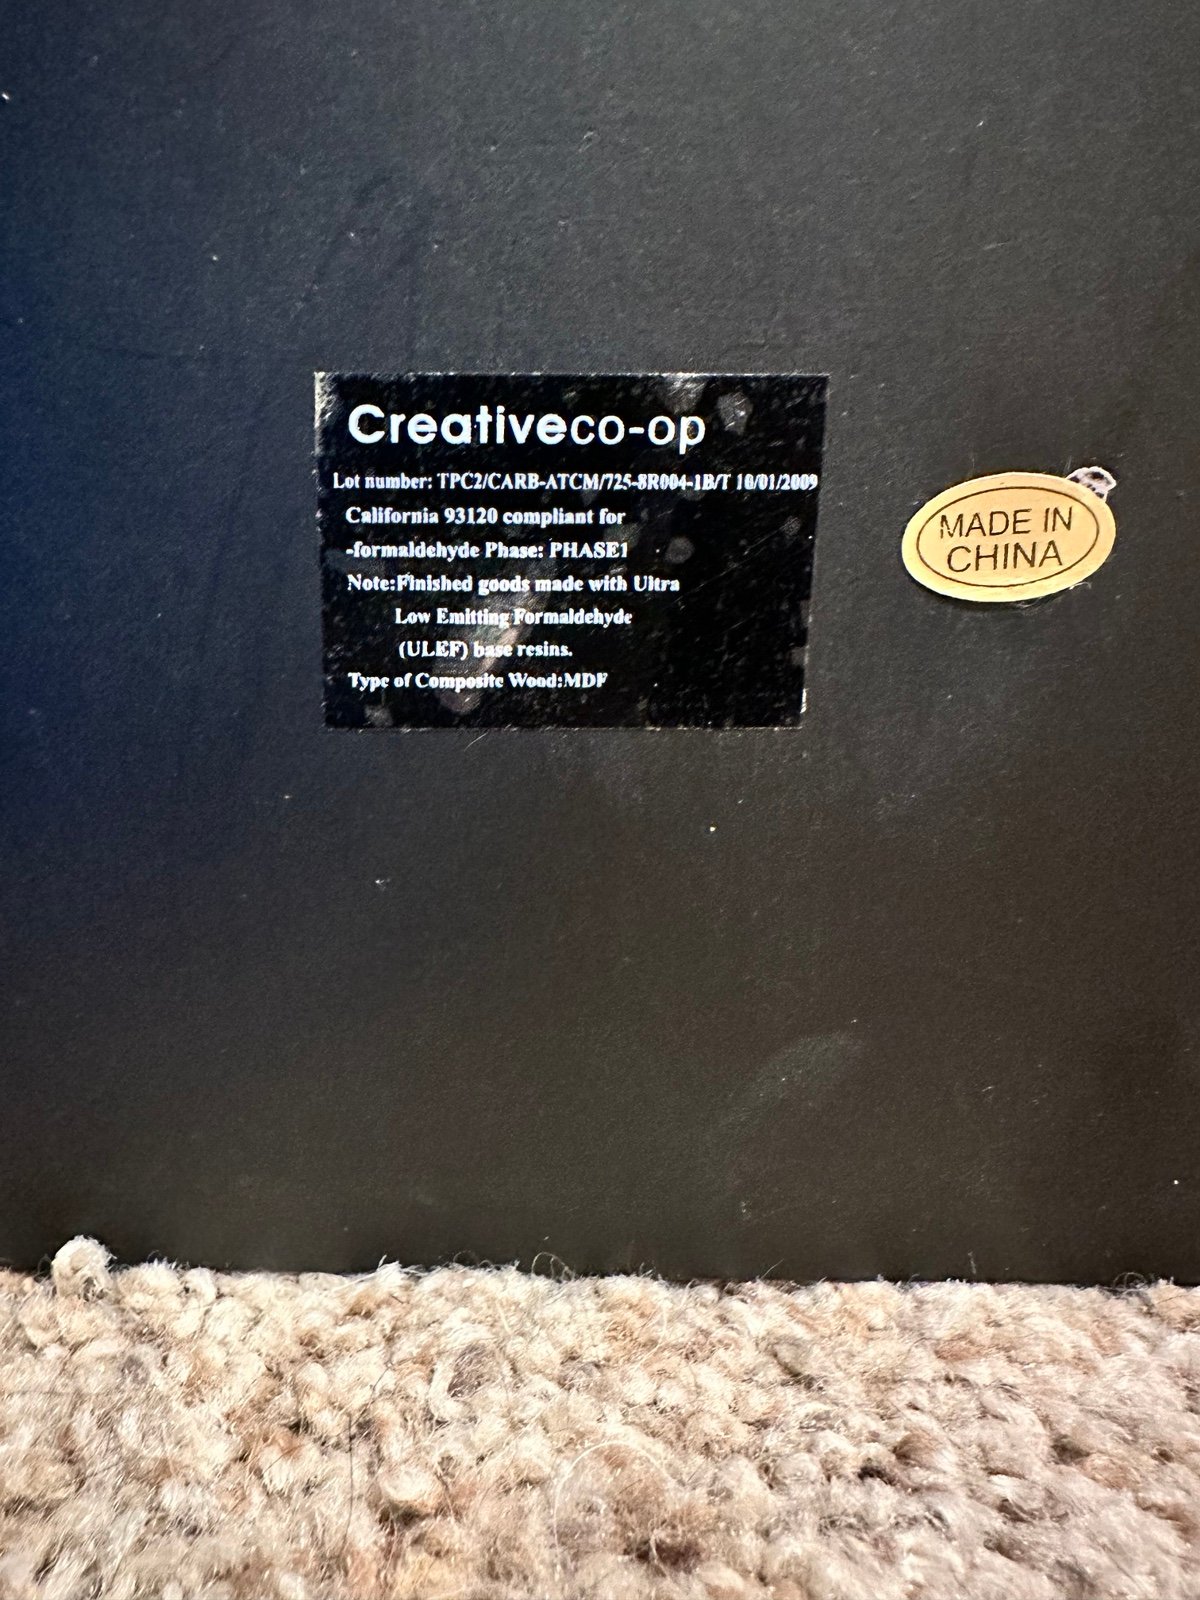 Creativeco-op
Lot number: TPC2/CARB-ATCM/725-8R004-1B/T 10/01/2009
California 93120 compliant for
-formaldehyde Phase: PHASE1
Note:Finished goods made with Ultra
Low Emitting Formaldehyde
(ULEF) base resins.
Type of Composite Wood:MDF
MADE IN
CHINA